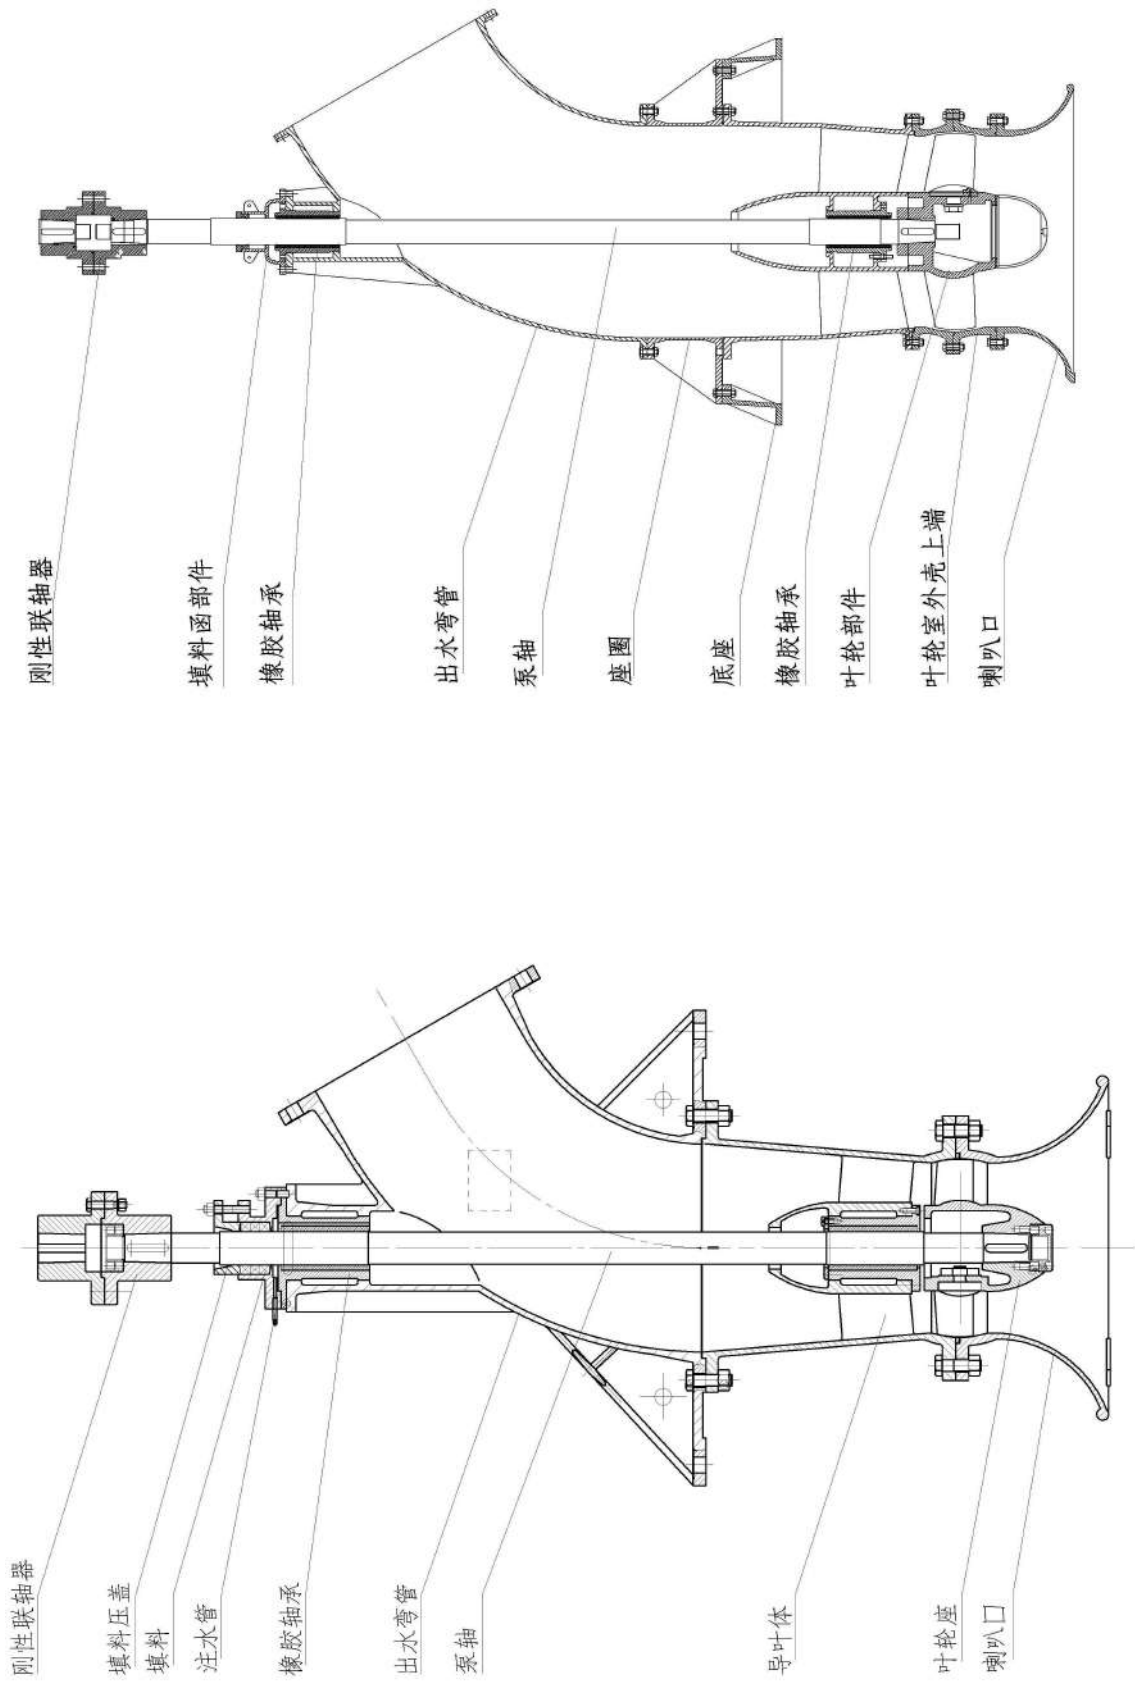 刚性联轴器
填料函部件
橡胶轴承
出水弯管
泵轴
座圈
底座
橡胶轴承
叶轮部件
叶轮室外壳上端
喇叭口
刚性联轴器
填料压盖
填料
注水管
橡胶轴承
出水弯管
泵轴
导叶体
叶轮座
喇叭口